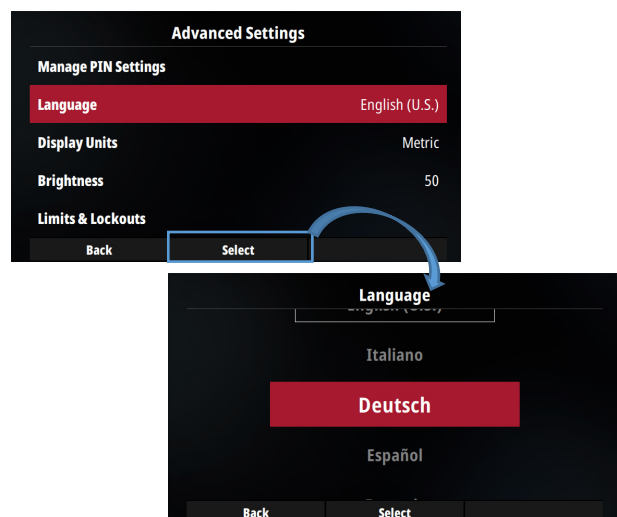 Advanced Settings
Manage PIN Settings
Language English (U.S.)
Display Units Metric
Brightness 50
Limits & Lockouts
Back Select
Language
English (U.S.)
Italiano
Deutsch
Español
Back Select